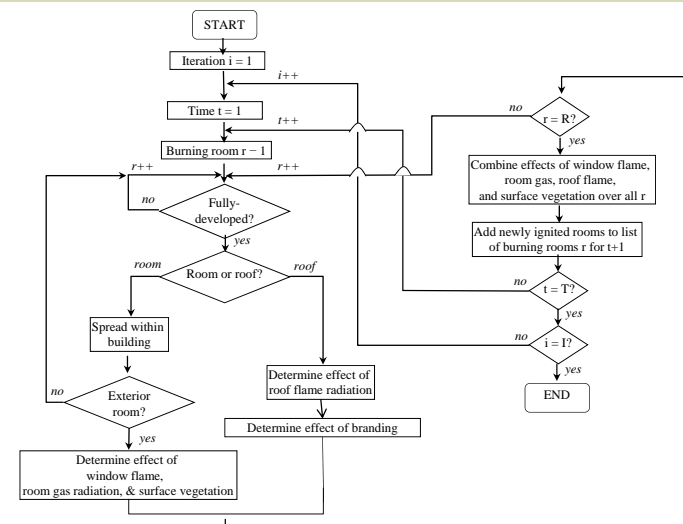 START
Iteration i = 1
i++
Time t = 1
t++
Burning room r − 1
r++
r++
no
Fully-
developed?
yes
room
Room or roof?
roof
Spread within
building
no
Exterior
room?
yes
Determine effect of
window flame,
room gas radiation, & surface vegetation
Determine effect of
roof flame radiation
Determine effect of branding
no
r = R?
yes
Combine effects of window flame,
room gas, roof flame,
and surface vegetation over all r
Add newly ignited rooms to list
of burning rooms r for t+1
no
t = T?
yes
no
i = I?
yes
END